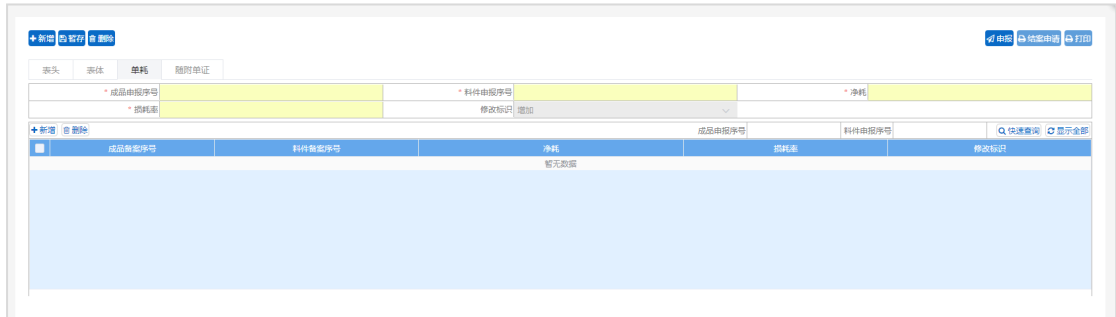 新增 暂存 删除 申报 结案申请 打印
表头 表体 单耗 随附单证
* 成品申报序号 * 料件申报序号 * 净耗
* 损耗率 修改标识 增加
新增 删除 成品申报序号 料件申报序号 快速查询 显示全部
成品备案序号 料件备案序号 净耗 损耗率 修改标识
暂无数据